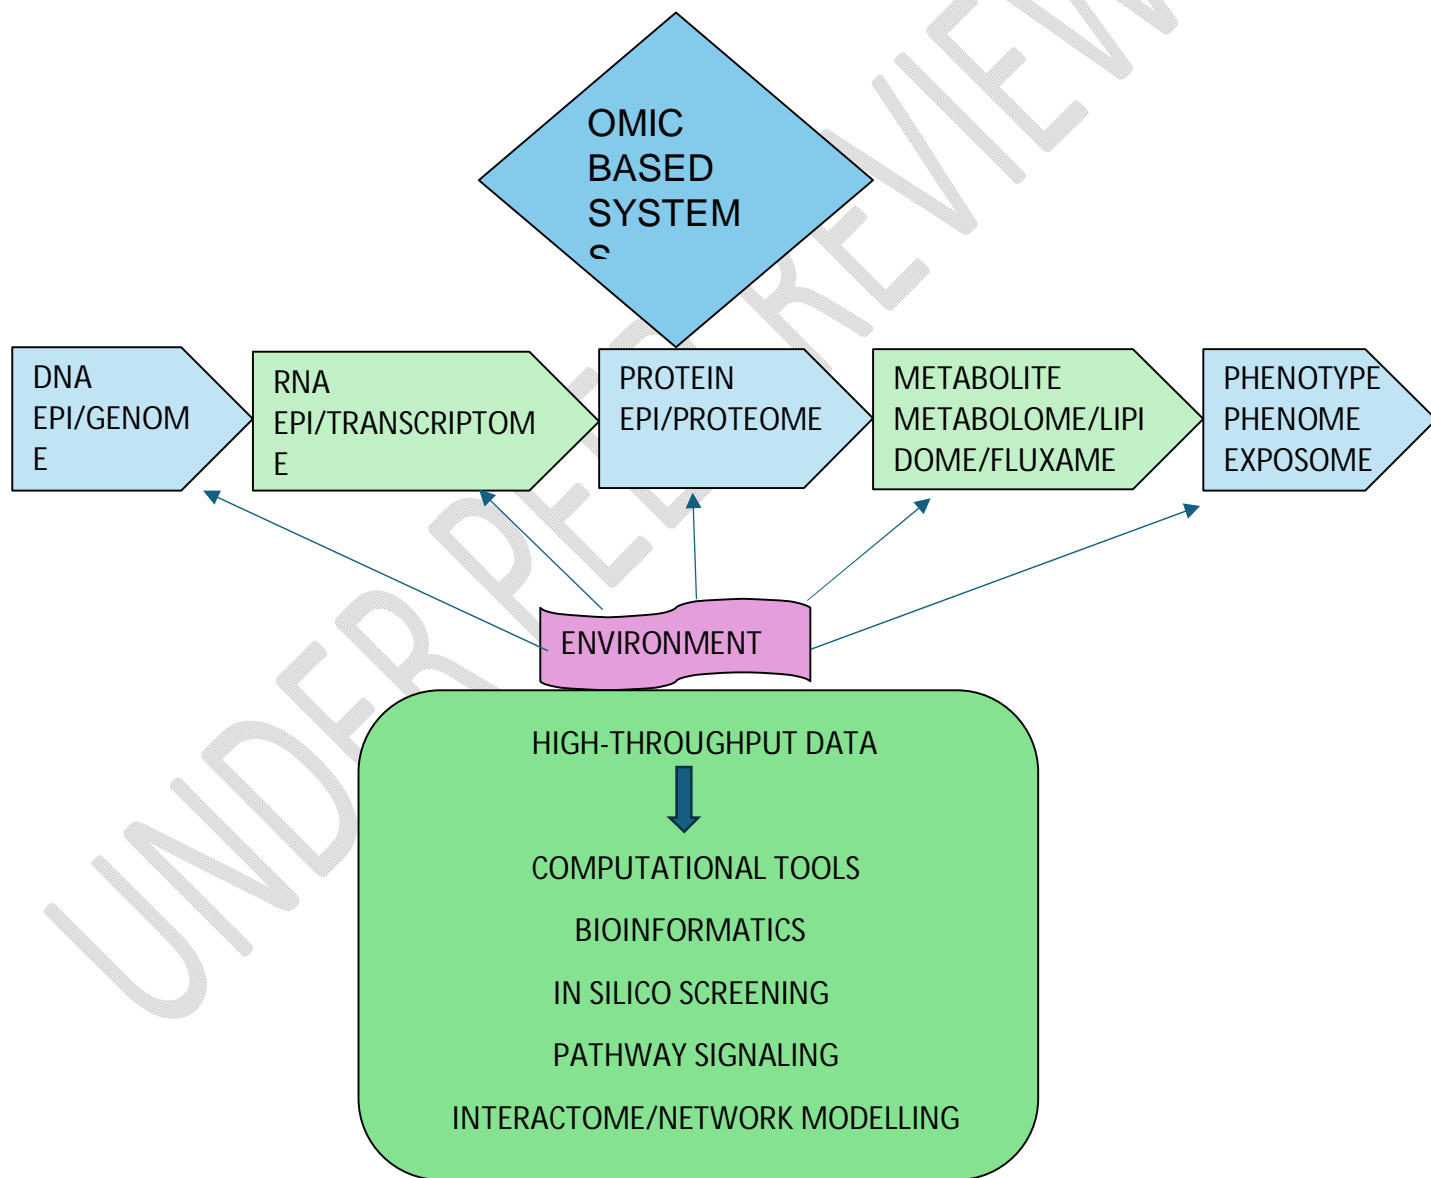 OMIC
BASED
SYSTEM
S
DNA
EPI/GENOM
E
RNA
EPI/TRANSCRIPTOM
E
PROTEIN
EPI/PROTEOME
METABOLITE
METABOLOME/LIPI
DOME/FLUXAME
PHENOTYPE
PHENOME
EXPOSOME
ENVIRONMENT
HIGH-THROUGHPUT DATA
COMPUTATIONAL TOOLS
BIOINFORMATICS
IN SILICO SCREENING
PATHWAY SIGNALING
INTERACTOME/NETWORK MODELLING
UNDER PEER REVIEW